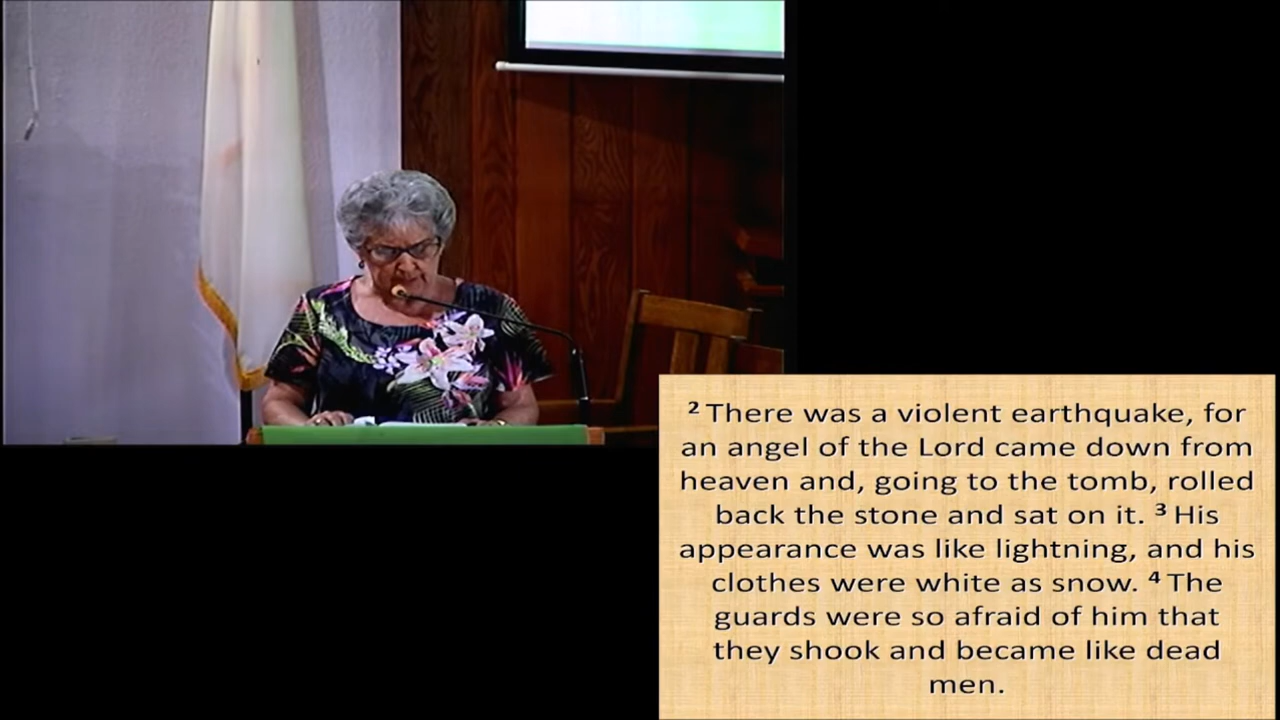 ² There was a violent earthquake, for
an angel of the Lord came down from
heaven and, going to the tomb, rolled
back the stone and sat on it. ³ His
appearance was like lightning, and his
clothes were white as snow. ⁴ The
guards were so afraid of him that
they shook and became like dead
men.